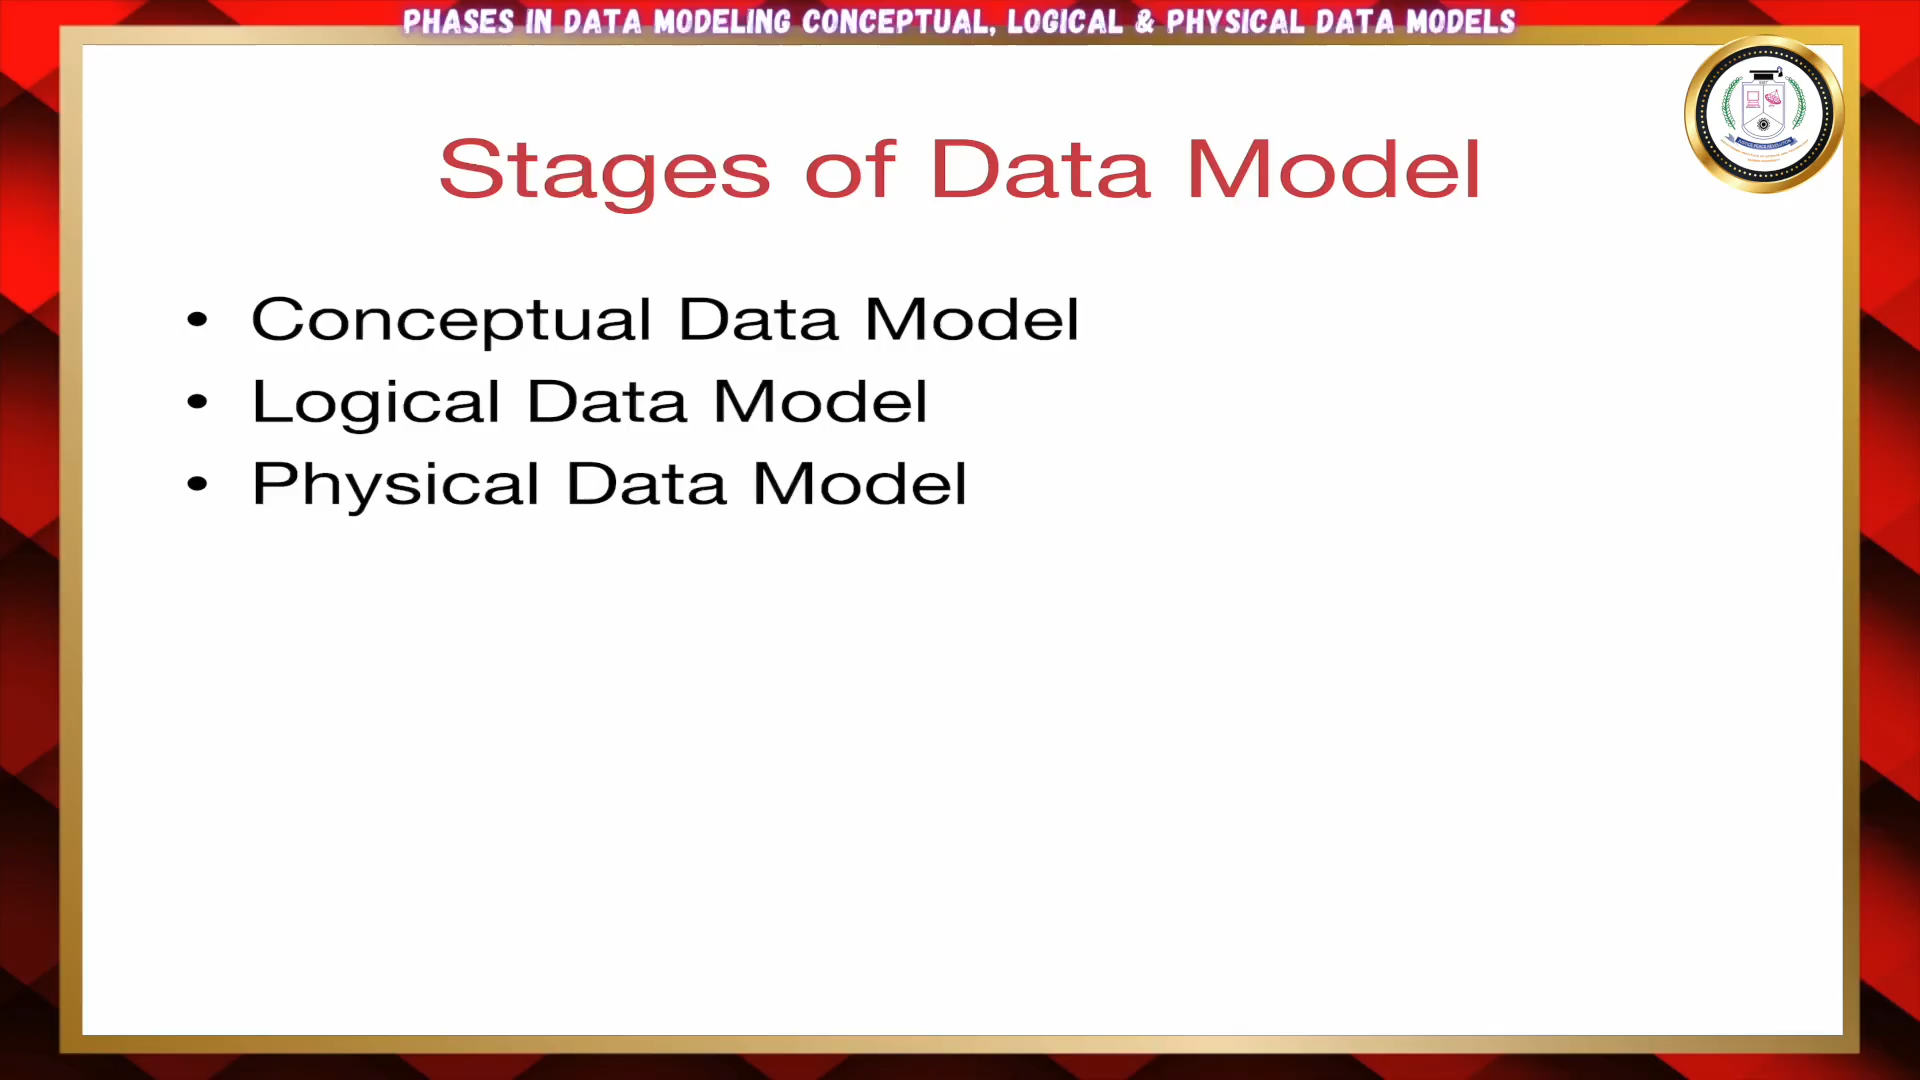 PHASES IN DATA MODELING CONCEPTUAL, LOGICAL & PHYSICAL DATA MODELS
Stages of Data Model
• Conceptual Data Model
• Logical Data Model
• Physical Data Model